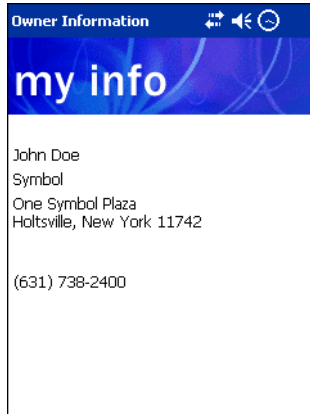 Owner Information
my info
John Doe
Symbol
One Symbol Plaza
Holtsville, New York 11742
(631) 738-2400